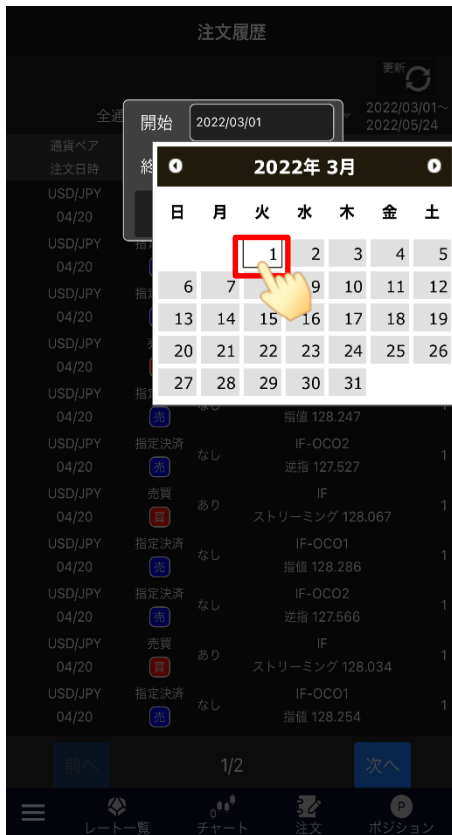 注文履歴
更新
全通
2022/03/01～
2022/05/24
開始 2022/03/01
終
通貨ペア
注文日時
2022年 3月
日 月 火 水 木 金 土
1 2 3 4 5
6 7 9 10 11 12
13 14 15 16 17 18 19
20 21 22 23 24 25 26
27 28 29 30 31
USD/JPY
04/20
USD/JPY
04/20
USD/JPY 指
04/20
USD/JPY
04/20
USD/JPY 指
04/20 売 なし 指値 128.247 1
USD/JPY 指定決済 なし IF-OCO2 1
04/20 売 逆指 127.527
USD/JPY 売買 あり IF 1
04/20 買 ストリーミング 128.067
USD/JPY 指定決済 なし IF-OCO1 1
04/20 売 指値 128.286
USD/JPY 指定決済 なし IF-OCO2 1
04/20 売 逆指 127.566
USD/JPY 売買 あり IF 1
04/20 買 ストリーミング 128.034
USD/JPY 指定決済 なし IF-OCO1 1
04/20 売 指値 128.254
前へ 1/2 次へ
レート一覧 チャート 注文 P ポジション